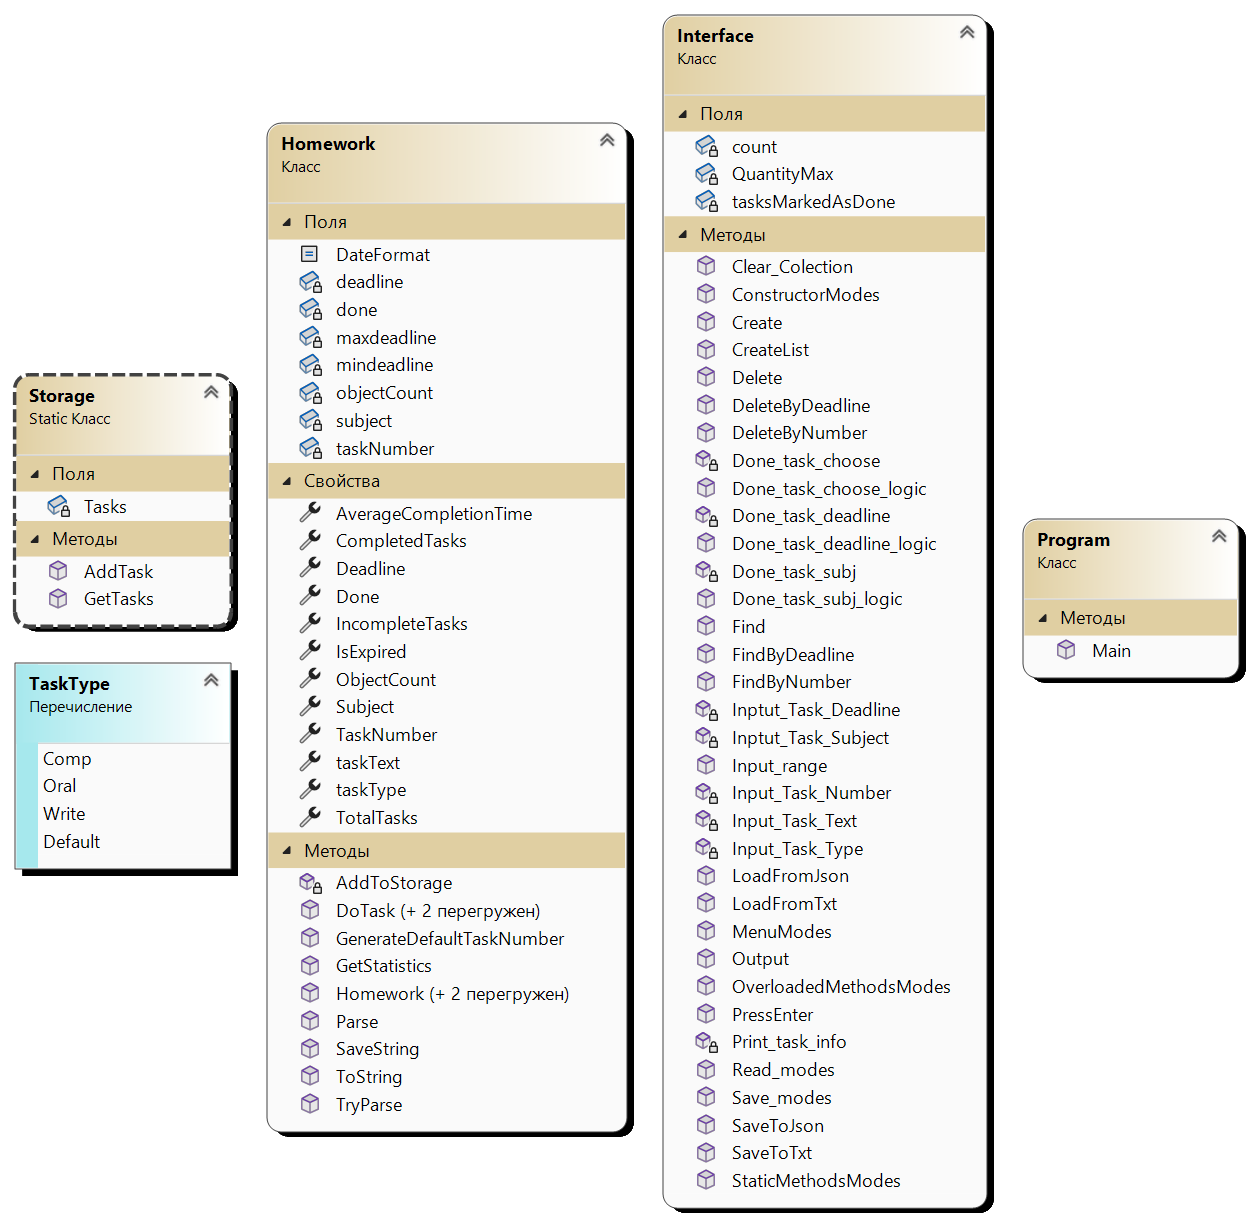 Storage
Static Класс
Поля
Tasks
Методы
AddTask
GetTasks
TaskType
Перечисление
Comp
Oral
Write
Default
Homework
Класс
Поля
DateFormat
deadline
done
maxdeadline
mindeadline
objectCount
subject
taskNumber
Свойства
AverageCompletionTime
CompletedTasks
Deadline
Done
IncompleteTasks
IsExpired
ObjectCount
Subject
TaskNumber
taskText
taskType
TotalTasks
Методы
AddToStorage
DoTask (+ 2 перегружен)
GenerateDefaultTaskNumber
GetStatistics
Homework (+ 2 перегружен)
Parse
SaveString
ToString
TryParse
Interface
Класс
Поля
count
QuantityMax
tasksMarkedAsDone
Методы
Clear_Colection
ConstructorModes
Create
CreateList
Delete
DeleteByDeadline
DeleteByNumber
Done_task_choose
Done_task_choose_logic
Done_task_deadline
Done_task_deadline_logic
Done_task_subj
Done_task_subj_logic
Find
FindByDeadline
FindByNumber
Inptut_Task_Deadline
Inptut_Task_Subject
Input_range
Input_Task_Number
Input_Task_Text
Input_Task_Type
LoadFromJson
LoadFromTxt
MenuModes
Output
OverloadedMethodsModes
PressEnter
Print_task_info
Read_modes
Save_modes
SaveToJson
SaveToTxt
StaticMethodsModes
Program
Класс
Методы
Main